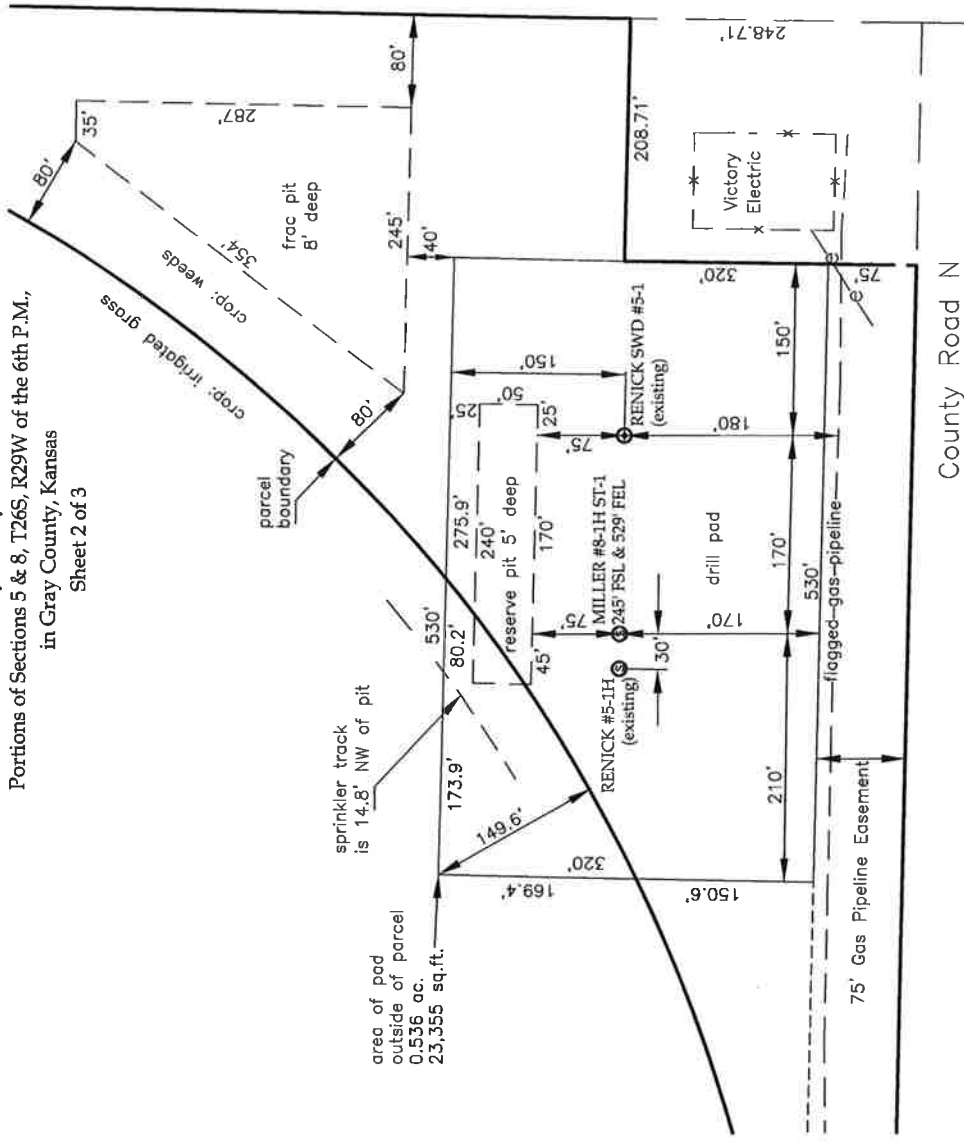 Portions of Sections 5 & 8, T26S, R29W of the 6th P.M.,
in Gray County, Kansas
Sheet 2 of 3
80'
35'
287'
80'
frac pit
8' deep
354'
crop: weeds
crop: irrigated grass
245'
40'
80'
parcel
boundary
208.71'
248.71'
Victory
Electric
sprinkler track
is 14.8' NW of pit
530'
275.9'
80.2'
173.9'
240'
25'
50'
25'
reserve pit 5' deep
170'
45'
150'
75'
75'
RENICK SWD #5-1
(existing)
MILLER #8-1H ST-1
245' FSL & 529' FEL
RENICK #5-1H
(existing)
30'
180'
170'
drill pad
320'
75'
e
e
150'
170'
210'
530'
149.6'
320'
169.4'
150.6'
area of pad
outside of parcel
0.536 ac.
23,355 sq.ft.
flagged gas pipeline
75' Gas Pipeline Easement
County Road N